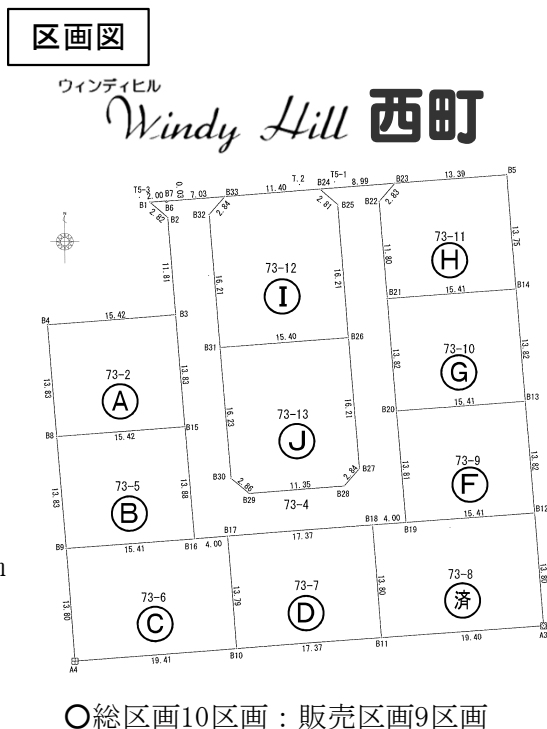 区画図
ウィンディヒル
Windy Hill 西町
T5-3 2.00 B7 0.03 7.03 B33 11.40 T.2 B24 T5-1 8.99 B23 13.39 B5
B1 B6 2.82 B2 B32 2.84 2.81 B25 B22 2.83
11.81 16.21 73-12 I 16.21 11.80 73-11 H 13.75
B4 15.42 B3 B21 15.41 B14
B31 15.40 B26
13.83 73-2 A 13.83 13.82 73-10 G 13.82
B8 15.42 B15 B20 15.41 B13
16.23 73-13 J 16.21
13.83 73-5 B 13.88 B30 2.86 B29 11.35 B28 2.84 B27 13.81 73-9 F 13.82
73-4
B9 15.41 B16 4.00 B17 17.37 B18 4.00 B19 15.41 B12
13.80 73-6 C 13.79 73-7 D 13.80 73-8 済 13.80
A4 19.41 B10 17.37 B11 19.40 A3
○総区画10区画：販売区画9区画